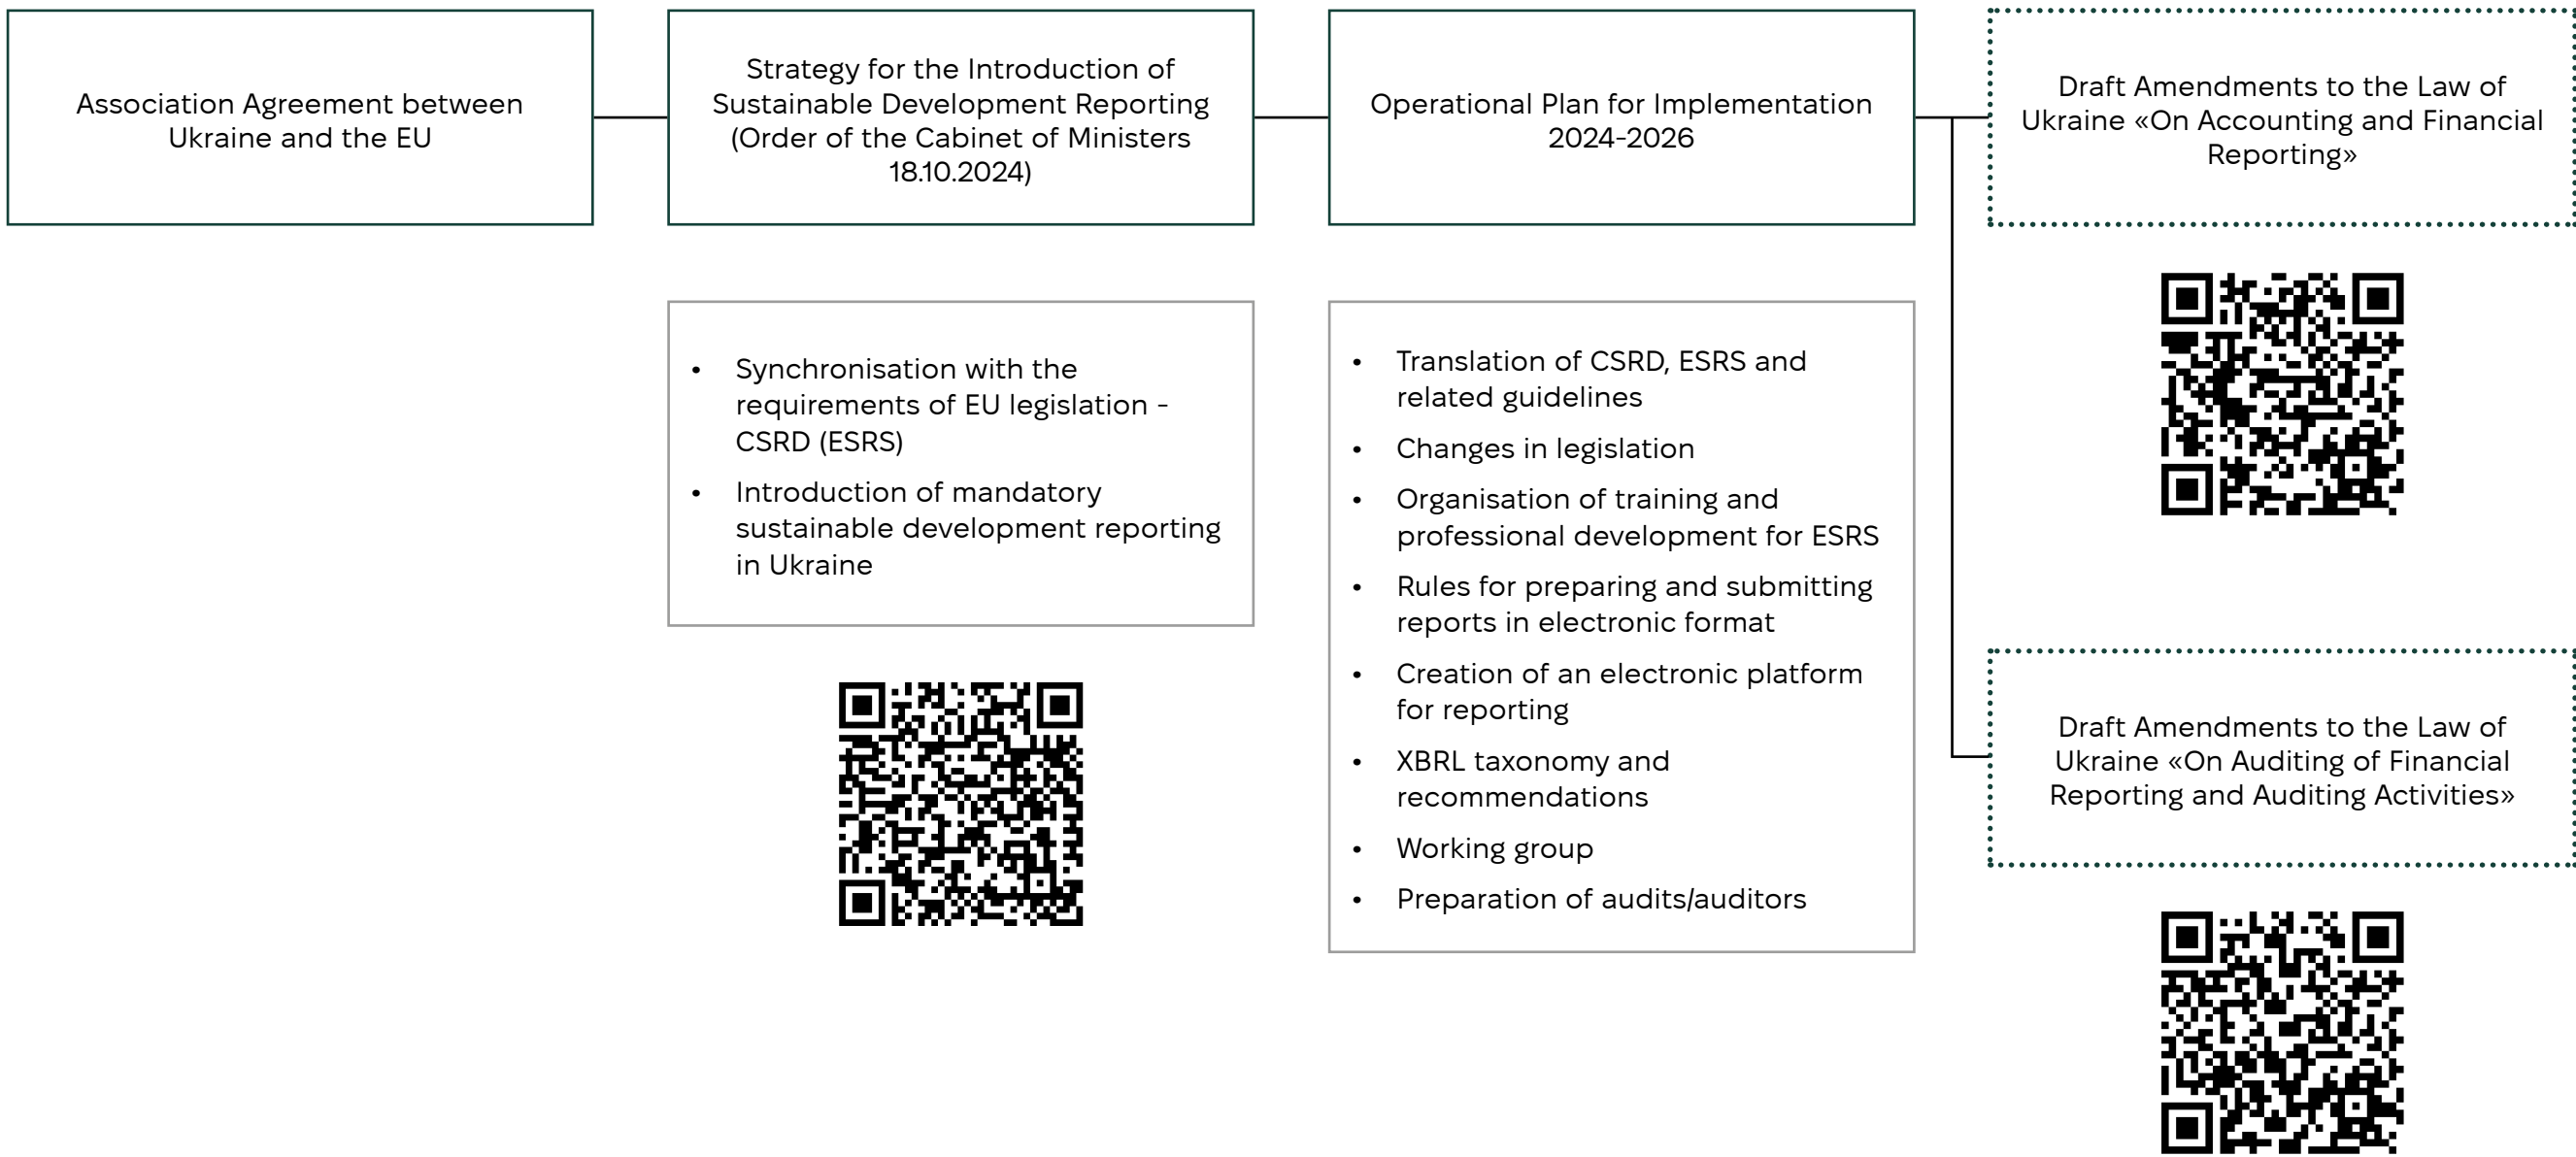 Association Agreement between
Ukraine and the EU
Strategy for the Introduction of
Sustainable Development Reporting
(Order of the Cabinet of Ministers
18.10.2024)
• Synchronisation with the
requirements of EU legislation -
CSRD (ESRS)
• Introduction of mandatory
sustainable development reporting
in Ukraine
Operational Plan for Implementation
2024-2026
• Translation of CSRD, ESRS and
related guidelines
• Changes in legislation
• Organisation of training and
professional development for ESRS
• Rules for preparing and submitting
reports in electronic format
• Creation of an electronic platform
for reporting
• XBRL taxonomy and
recommendations
• Working group
• Preparation of audits/auditors
Draft Amendments to the Law of
Ukraine «On Accounting and Financial
Reporting»
Draft Amendments to the Law of
Ukraine «On Auditing of Financial
Reporting and Auditing Activities»